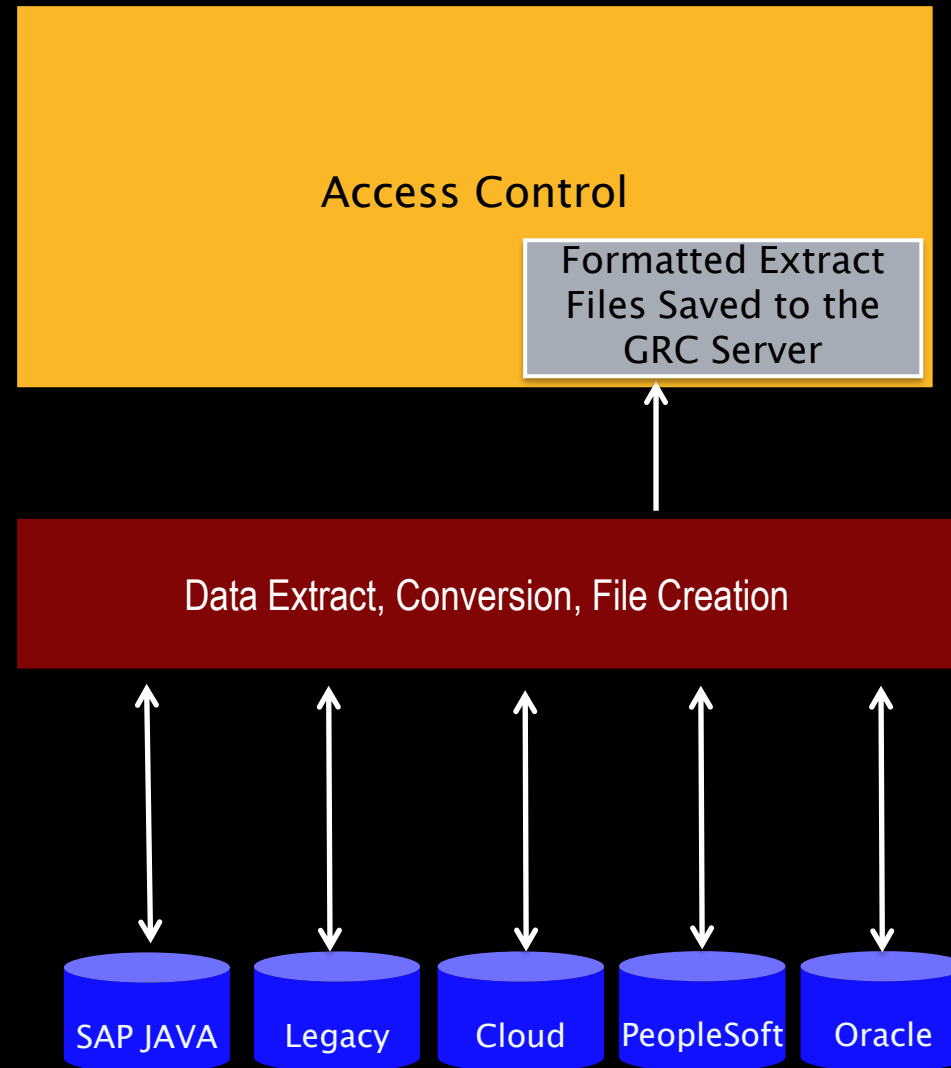 Access Control
Formatted Extract
Files Saved to the
GRC Server
Data Extract, Conversion, File Creation
SAP JAVA
Legacy
Cloud
PeopleSoft
Oracle